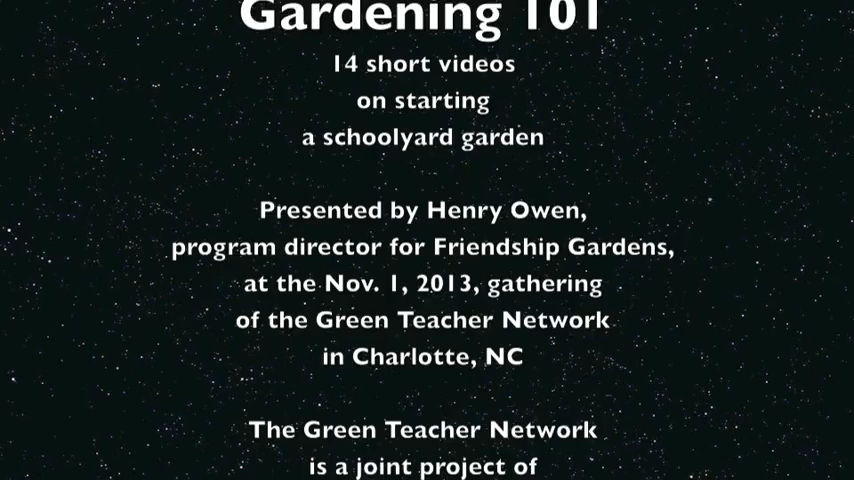 Gardening 101
14 short videos
on starting
a schoolyard garden
Presented by Henry Owen,
program director for Friendship Gardens,
at the Nov. 1, 2013, gathering
of the Green Teacher Network
in Charlotte, NC
The Green Teacher Network
is a joint project of